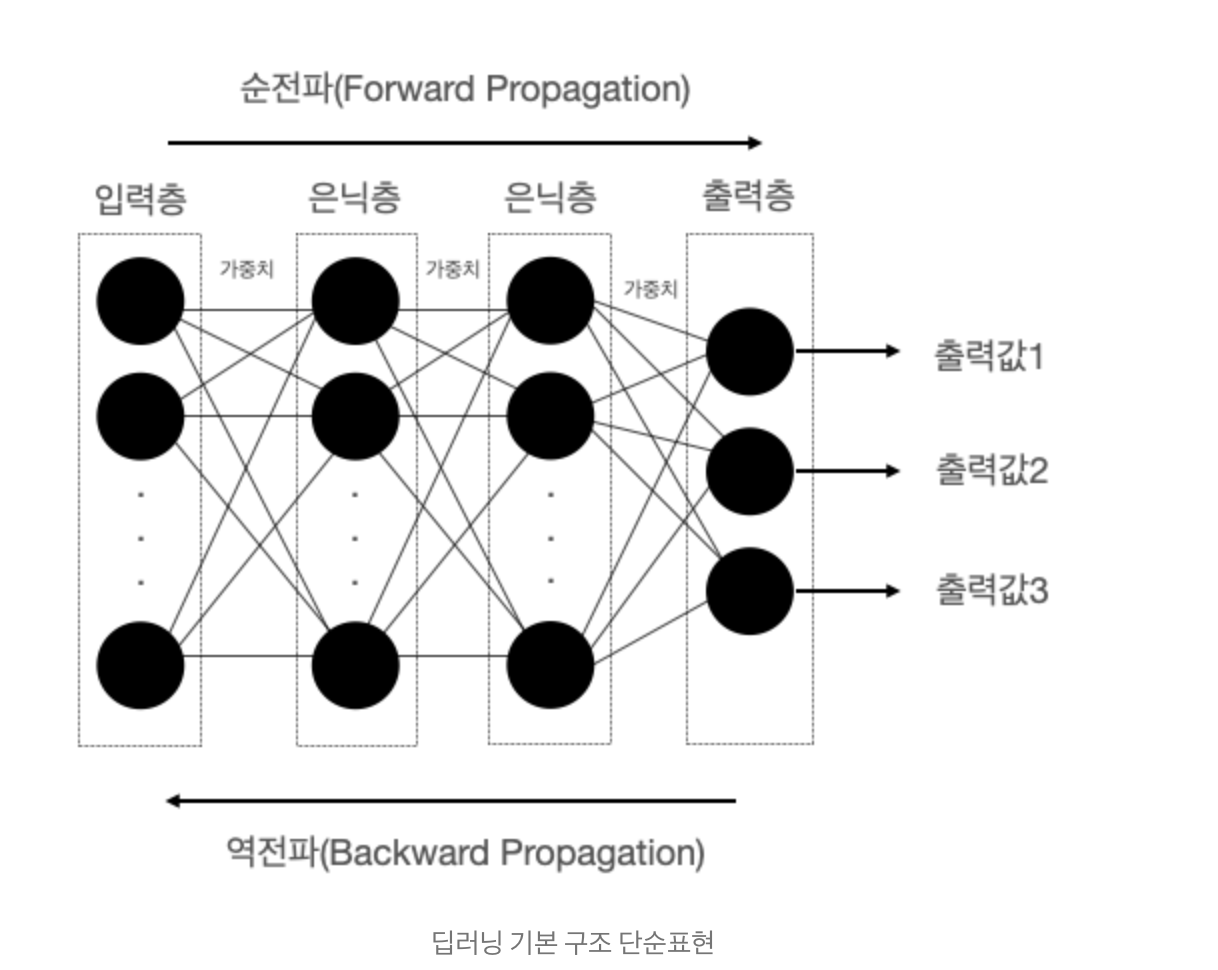 순전파(Forward Propagation)
입력층
은닉층
은닉층
출력층
가중치
가중치
가중치
출력값1
출력값2
출력값3
역전파(Backward Propagation)
딥러닝 기본 구조 단순표현